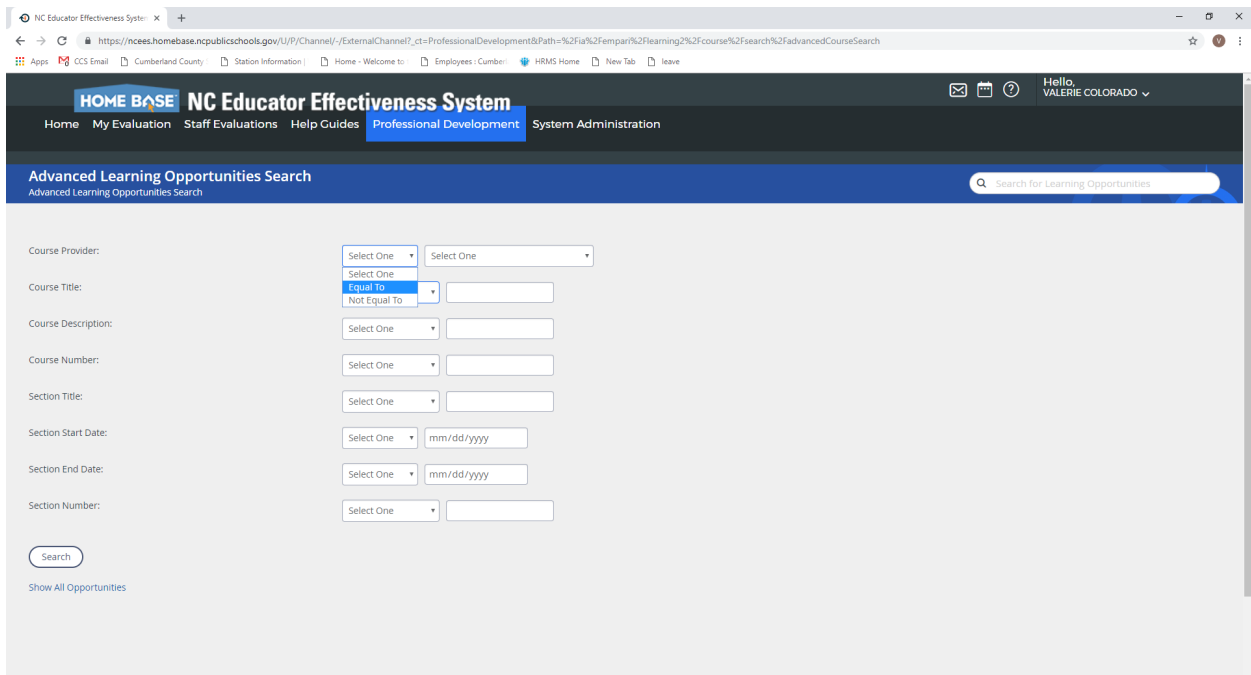 NC Educator Effectiveness System
https://ncees.homebase.ncpublicschools.gov/U/P/Channel/-/ExternalChannel?_ct=ProfessionalDevelopment&Path=%2Fia%2Fempari%2Flearning2%2Fcourse%2Fsearch%2FadvancedCourseSearch
V
Apps CCS Email Cumberland County Station Information | Home - Welcome to Employees : Cumberl HRMS Home New Tab leave
HOME BASE NC Educator Effectiveness System
Hello,
VALERIE COLORADO
Home My Evaluation Staff Evaluations Help Guides Professional Development System Administration
Advanced Learning Opportunities Search
Advanced Learning Opportunities Search
Search for Learning Opportunities
Course Provider: Select One Select One
Select One
Equal To
Not Equal To
Course Title:
Course Description: Select One
Course Number: Select One
Section Title: Select One
Section Start Date: Select One mm/dd/yyyy
Section End Date: Select One mm/dd/yyyy
Section Number: Select One
Search
Show All Opportunities